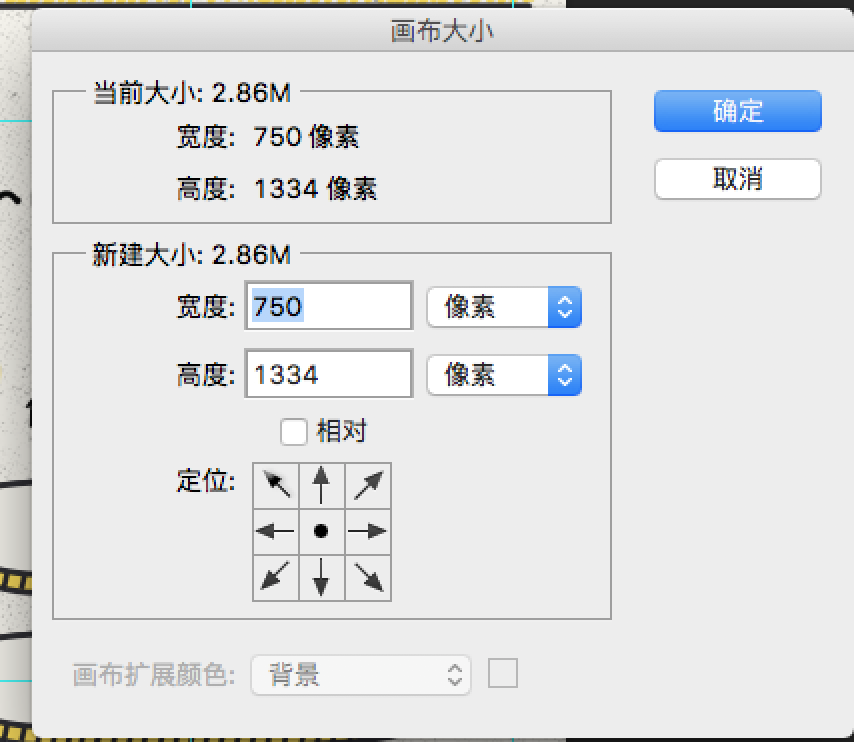 画布大小
当前大小: 2.86M
宽度: 750 像素
高度: 1334 像素
确定
取消
新建大小: 2.86M
宽度: 750 像素
高度: 1334 像素
相对
定位:
画布扩展颜色: 背景